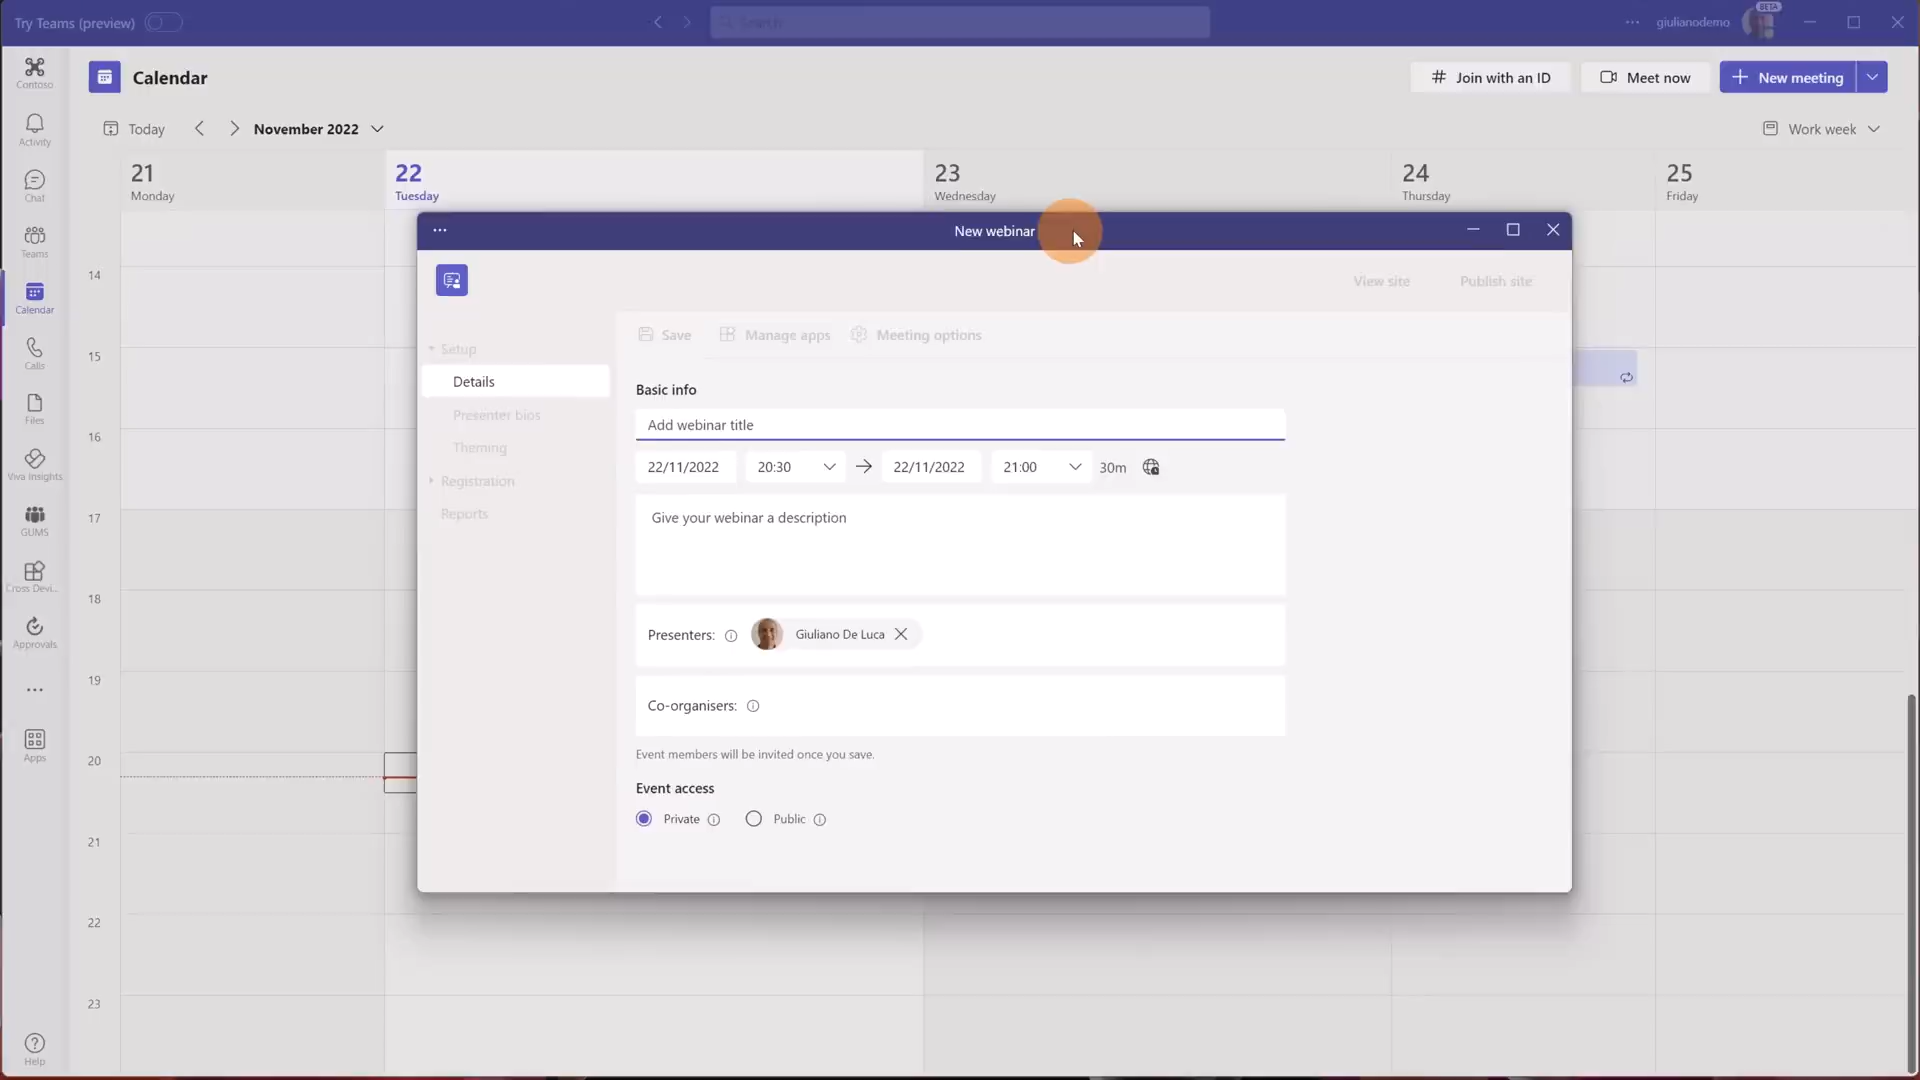 Try Teams (preview)
Search
giulianodemo
BETA
Contoso
Activity
Chat
Teams
Calendar
Calls
Files
Viva Insights
GUMS
Cross Devi...
Approvals
Apps
Help
Calendar
# Join with an ID
Meet now
+ New meeting
Today
November 2022
Work week
21
Monday
22
Tuesday
23
Wednesday
24
Thursday
25
Friday
14
15
16
17
18
19
20
21
22
23
New webinar
View site
Publish site
Setup
Details
Presenter bios
Theming
Registration
Reports
Save
Manage apps
Meeting options
Basic info
Add webinar title
22/11/2022 20:30 → 22/11/2022 21:00 30m
Give your webinar a description
Presenters: Giuliano De Luca
Co-organisers:
Event members will be invited once you save.
Event access
Private
Public